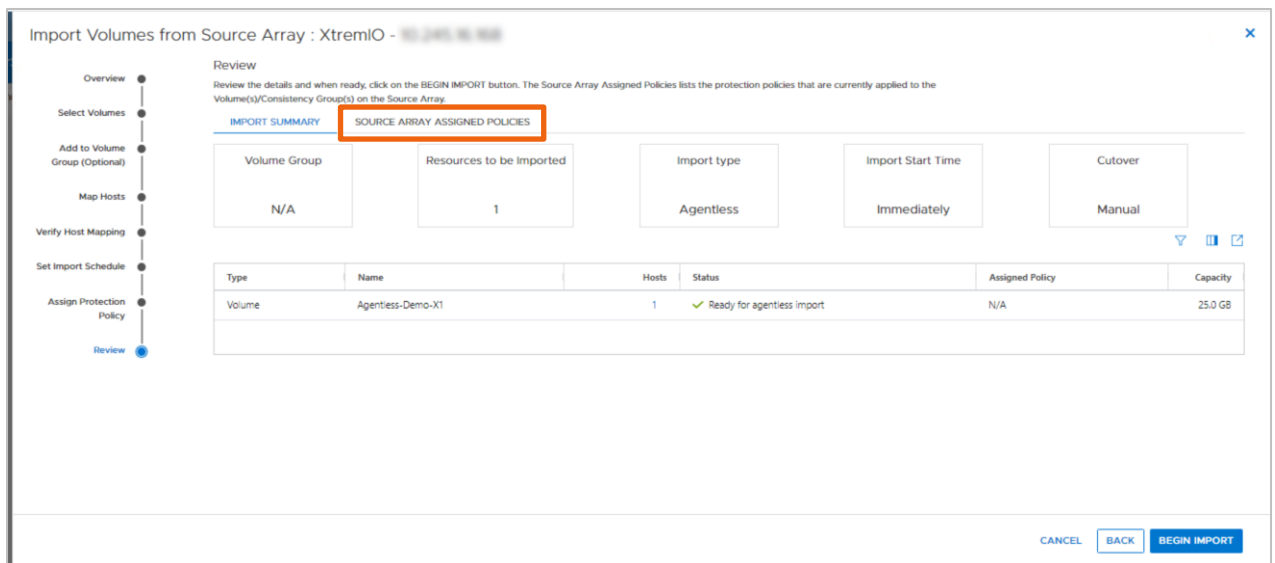 Import Volumes from Source Array : XtremIO -
Overview
Select Volumes
Add to Volume
Group (Optional)
Map Hosts
Verify Host Mapping
Set Import Schedule
Assign Protection
Policy
Review
Review
Review the details and when ready, click on the BEGIN IMPORT button. The Source Array Assigned Policies lists the protection policies that are currently applied to the
Volume(s)/Consistency Group(s) on the Source Array.
IMPORT SUMMARY SOURCE ARRAY ASSIGNED POLICIES
Volume Group Resources to be Imported Import type Import Start Time Cutover
N/A 1 Agentless Immediately Manual
Type Name Hosts Status Assigned Policy Capacity
Volume Agentless-Demo-X1 1 Ready for agentless import N/A 25.0 GB
CANCEL BACK BEGIN IMPORT